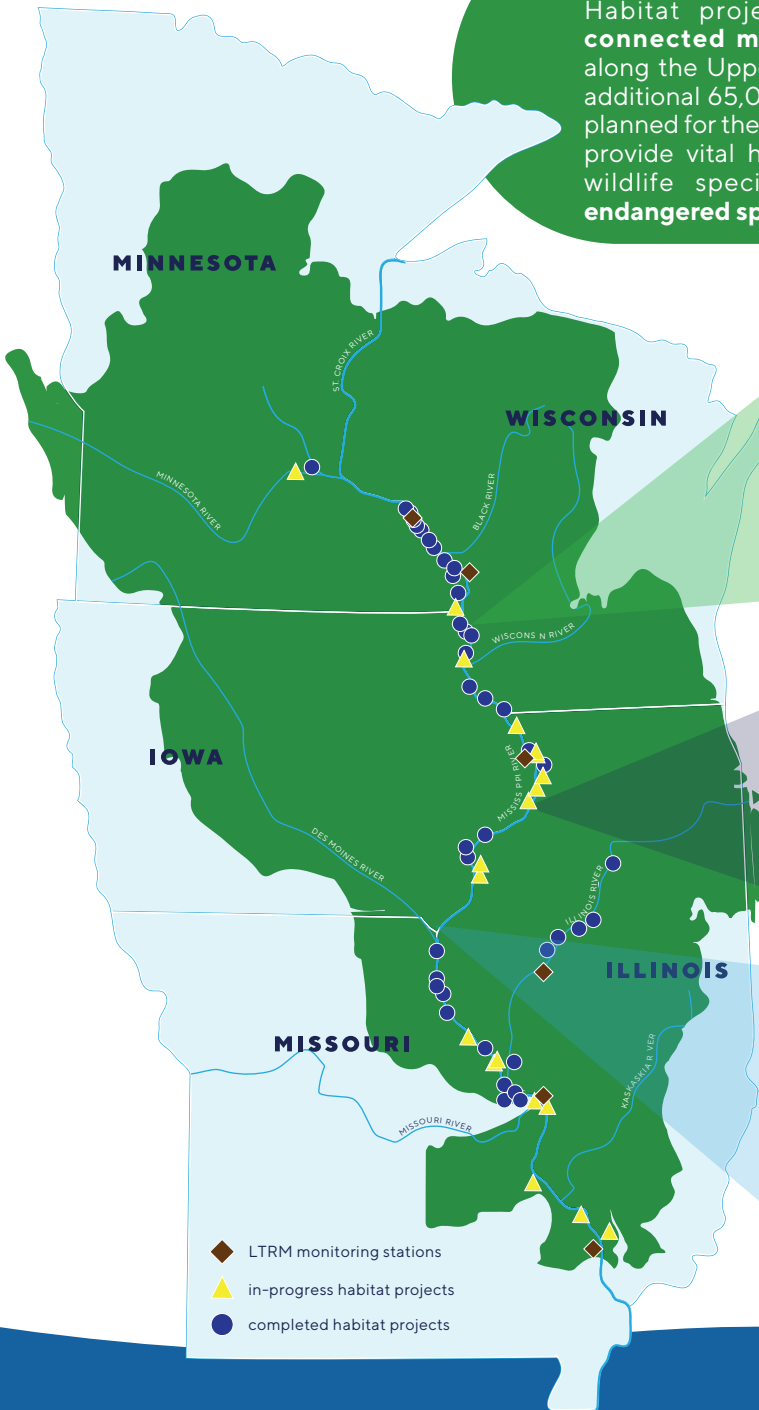 Habitat proje
connected m
along the Uppe
additional 65,0
planned for the
provide vital h
wildlife speci
endangered sp
MINNESOTA
ST. CROIX RIVER
WISCONSIN
MINNESOTA RIVER
BLACK RIVER
WISCONS N RIVER
IOWA
MISSISS PPI RIVER
DES MOINES RIVER
ILLINOIS RIVER
ILLINOIS
MISSOURI
KASKASKIA R VER
MISSOURI RIVER
LTRM monitoring stations
in-progress habitat projects
completed habitat projects